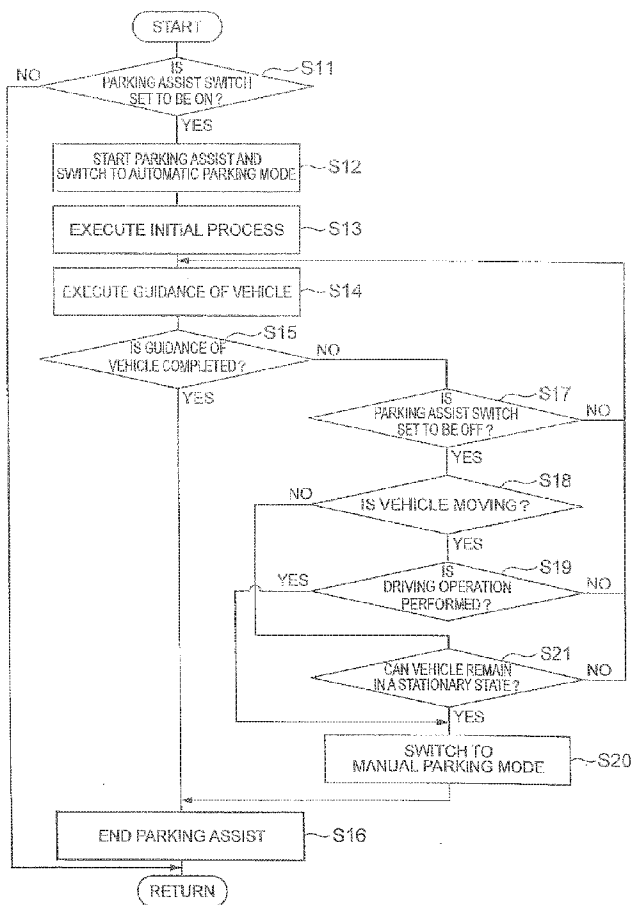 START
S11
NO
IS
PARKING ASSIST SWITCH
SET TO BE ON?
YES
START PARKING ASSIST AND
SWITCH TO AUTOMATIC PARKING MODE
S12
EXECUTE INITIAL PROCESS
S13
EXECUTE GUIDANCE OF VEHICLE
S14
S15
IS GUIDANCE OF
VEHICLE COMPLETED?
NO
YES
S17
IS
PARKING ASSIST SWITCH
SET TO BE OFF?
NO
YES
S18
NO
IS VEHICLE MOVING?
YES
S19
YES
IS
DRIVING OPERATION
PERFORMED?
NO
S21
CAN VEHICLE REMAIN
IN A STATIONARY STATE?
NO
YES
SWITCH TO
MANUAL PARKING MODE
S20
END PARKING ASSIST
S16
RETURN